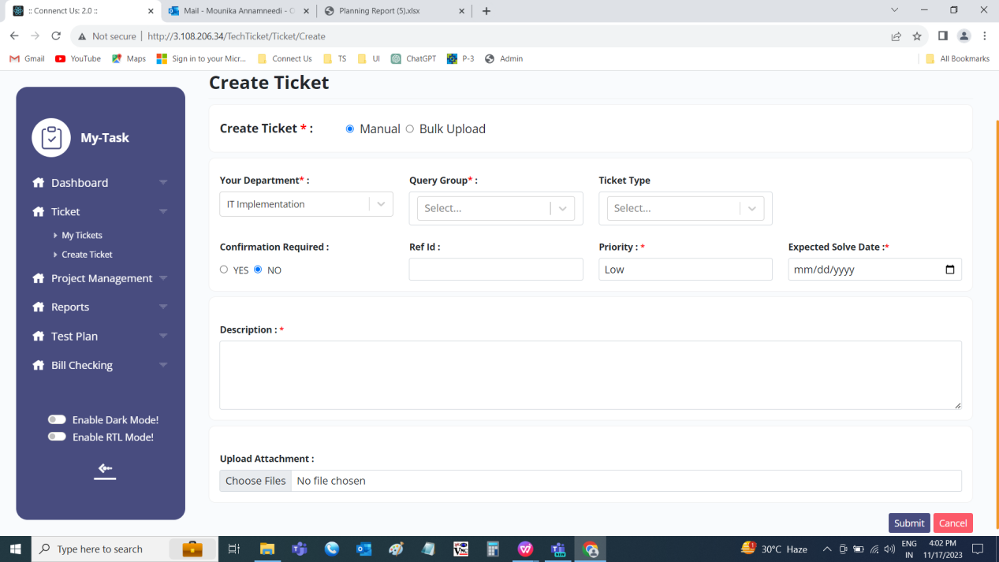 :: Connenct Us: 2.0 ::
Mail - Mounika Annamneedi - O
Planning Report (5).xlsx
Not secure
http://3.108.206.34/TechTicket/Ticket/Create
Gmail YouTube Maps Sign in to your Micr... Connect Us TS UI ChatGPT P-3 Admin All Bookmarks
Create Ticket
My-Task
Dashboard
Ticket
My Tickets
Create Ticket
Project Management
Reports
Test Plan
Bill Checking
Enable Dark Mode!
Enable RTL Mode!
Create Ticket * : Manual Bulk Upload
Your Department* : Query Group* : Ticket Type
IT Implementation Select... Select...
Confirmation Required : Ref Id : Priority : * Expected Solve Date :*
YES NO Low mm/dd/yyyy
Description : *
Upload Attachment :
Choose Files No file chosen
Submit Cancel
Type here to search
30°C Haze
ENG
IN
4:02 PM
11/17/2023